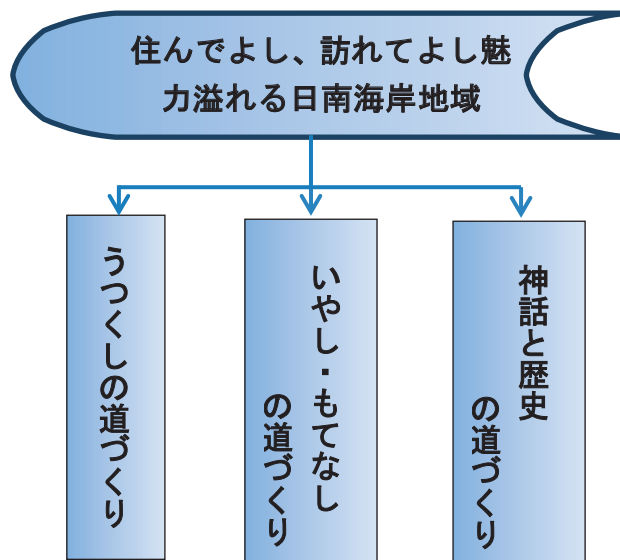 住んでよし、訪れてよし魅
力溢れる日南海岸地域
うつくしの道づくり
いやし・もてなし
の道づくり
神話と歴史
の道づくり